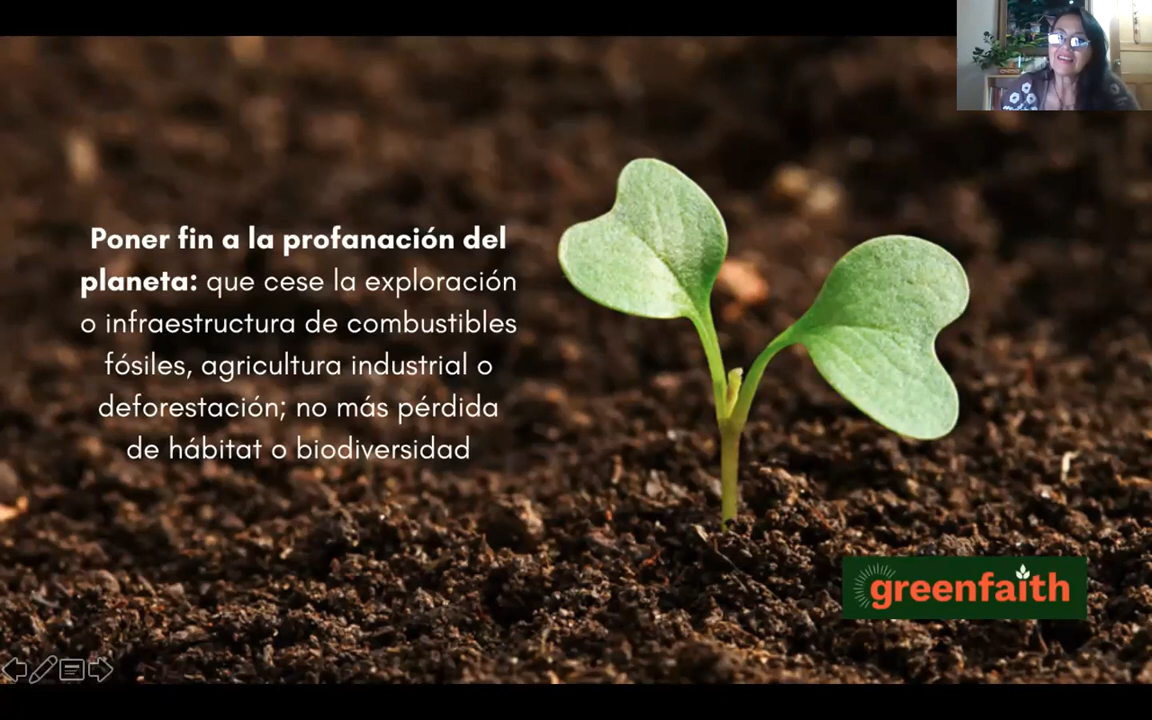 Poner fin a la profanación del
planeta: que cese la exploración
o infraestructura de combustibles
fósiles, agricultura industrial o
deforestación; no más pérdida
de hábitat o biodiversidad
greenfaith